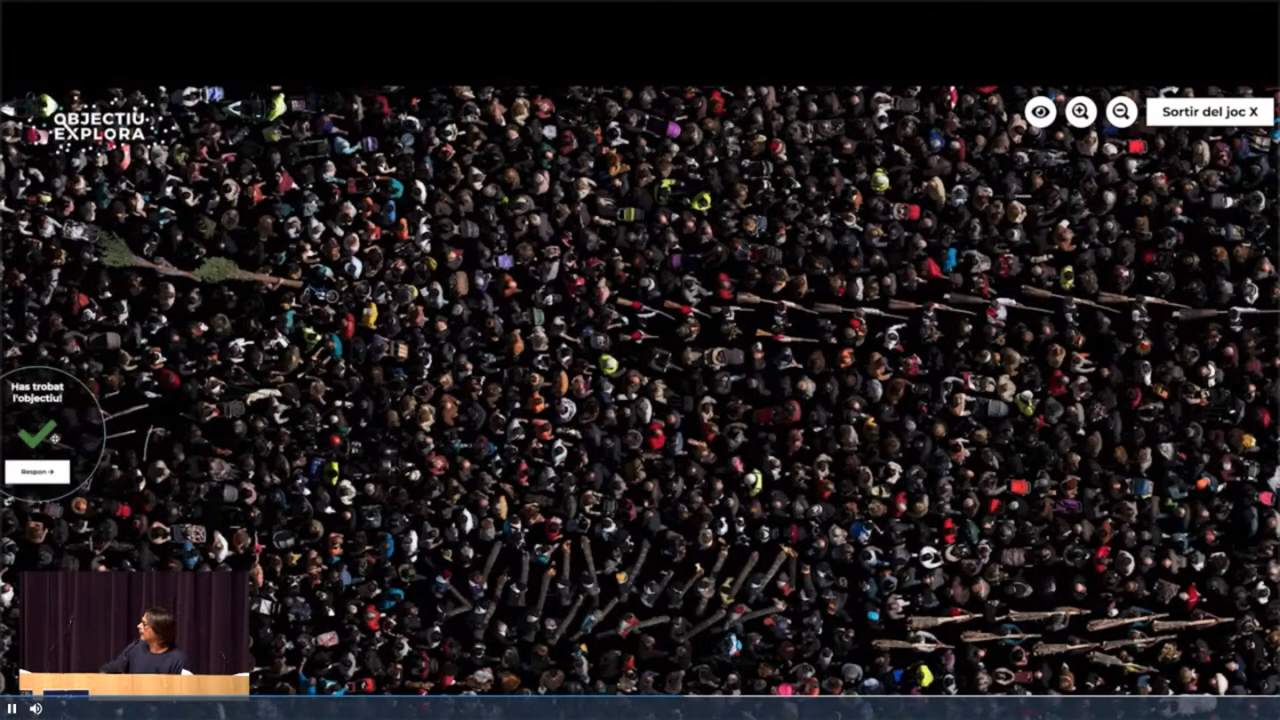 OBJECTIU
EXPLORA
Sortir del joc X
Has trobat
l'objectiu!
Respon →